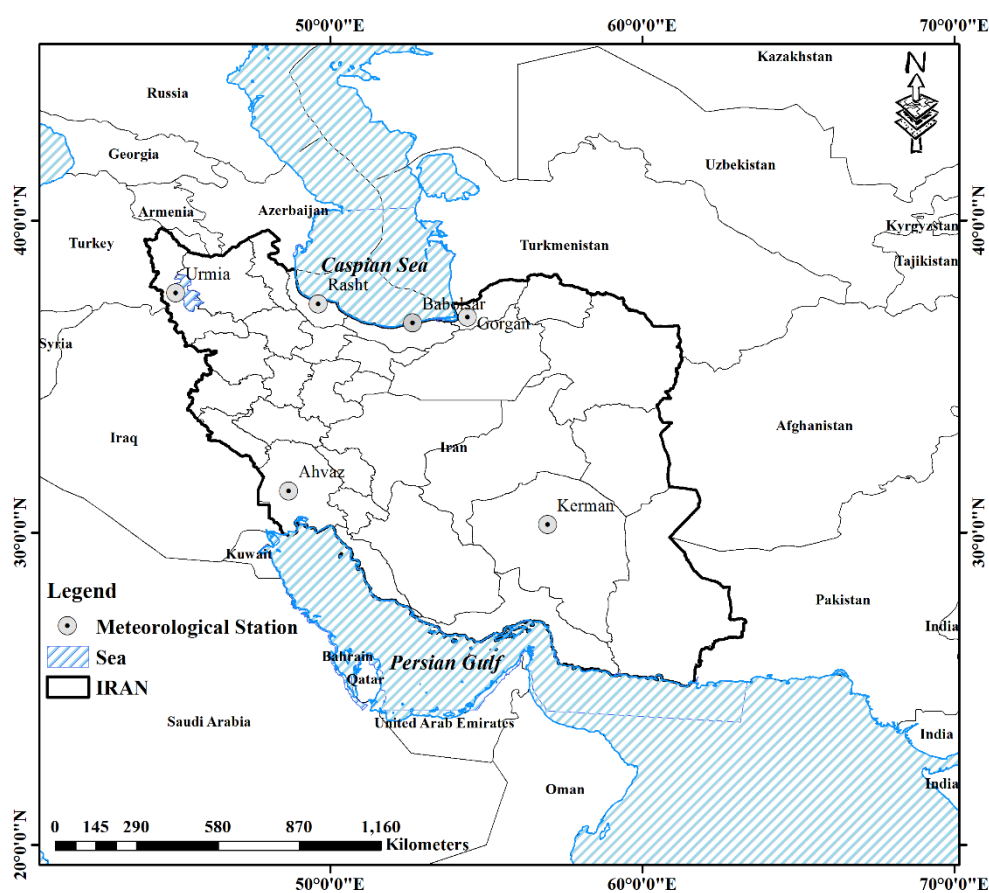 50°0'0"E 60°0'0"E 70°0'0"E
N
Kazakhstan
Russia
Georgia
Uzbekistan
Armenia
Azerbaijan
40°0'0"N
40°0'0"N
Kyrgyzstan
Turkey
Turkmenistan
Tajikistan
Caspian Sea
Urmia
Rasht
Babolsar
Gorgan
Syria
Afghanistan
Iraq
Iran
Ahvaz
Kerman
30°0'0"N
30°0'0"N
Kuwait
Legend
Meteorological Station
Sea
IRAN
Pakistan
India
Bahrain
Persian Gulf
Qatar
Saudi Arabia
United Arab Emirates
India
India
Oman
0 145 290 580 870 1,160
Kilometers
20°0'0"N
20°0'0"N
50°0'0"E 60°0'0"E 70°0'0"E